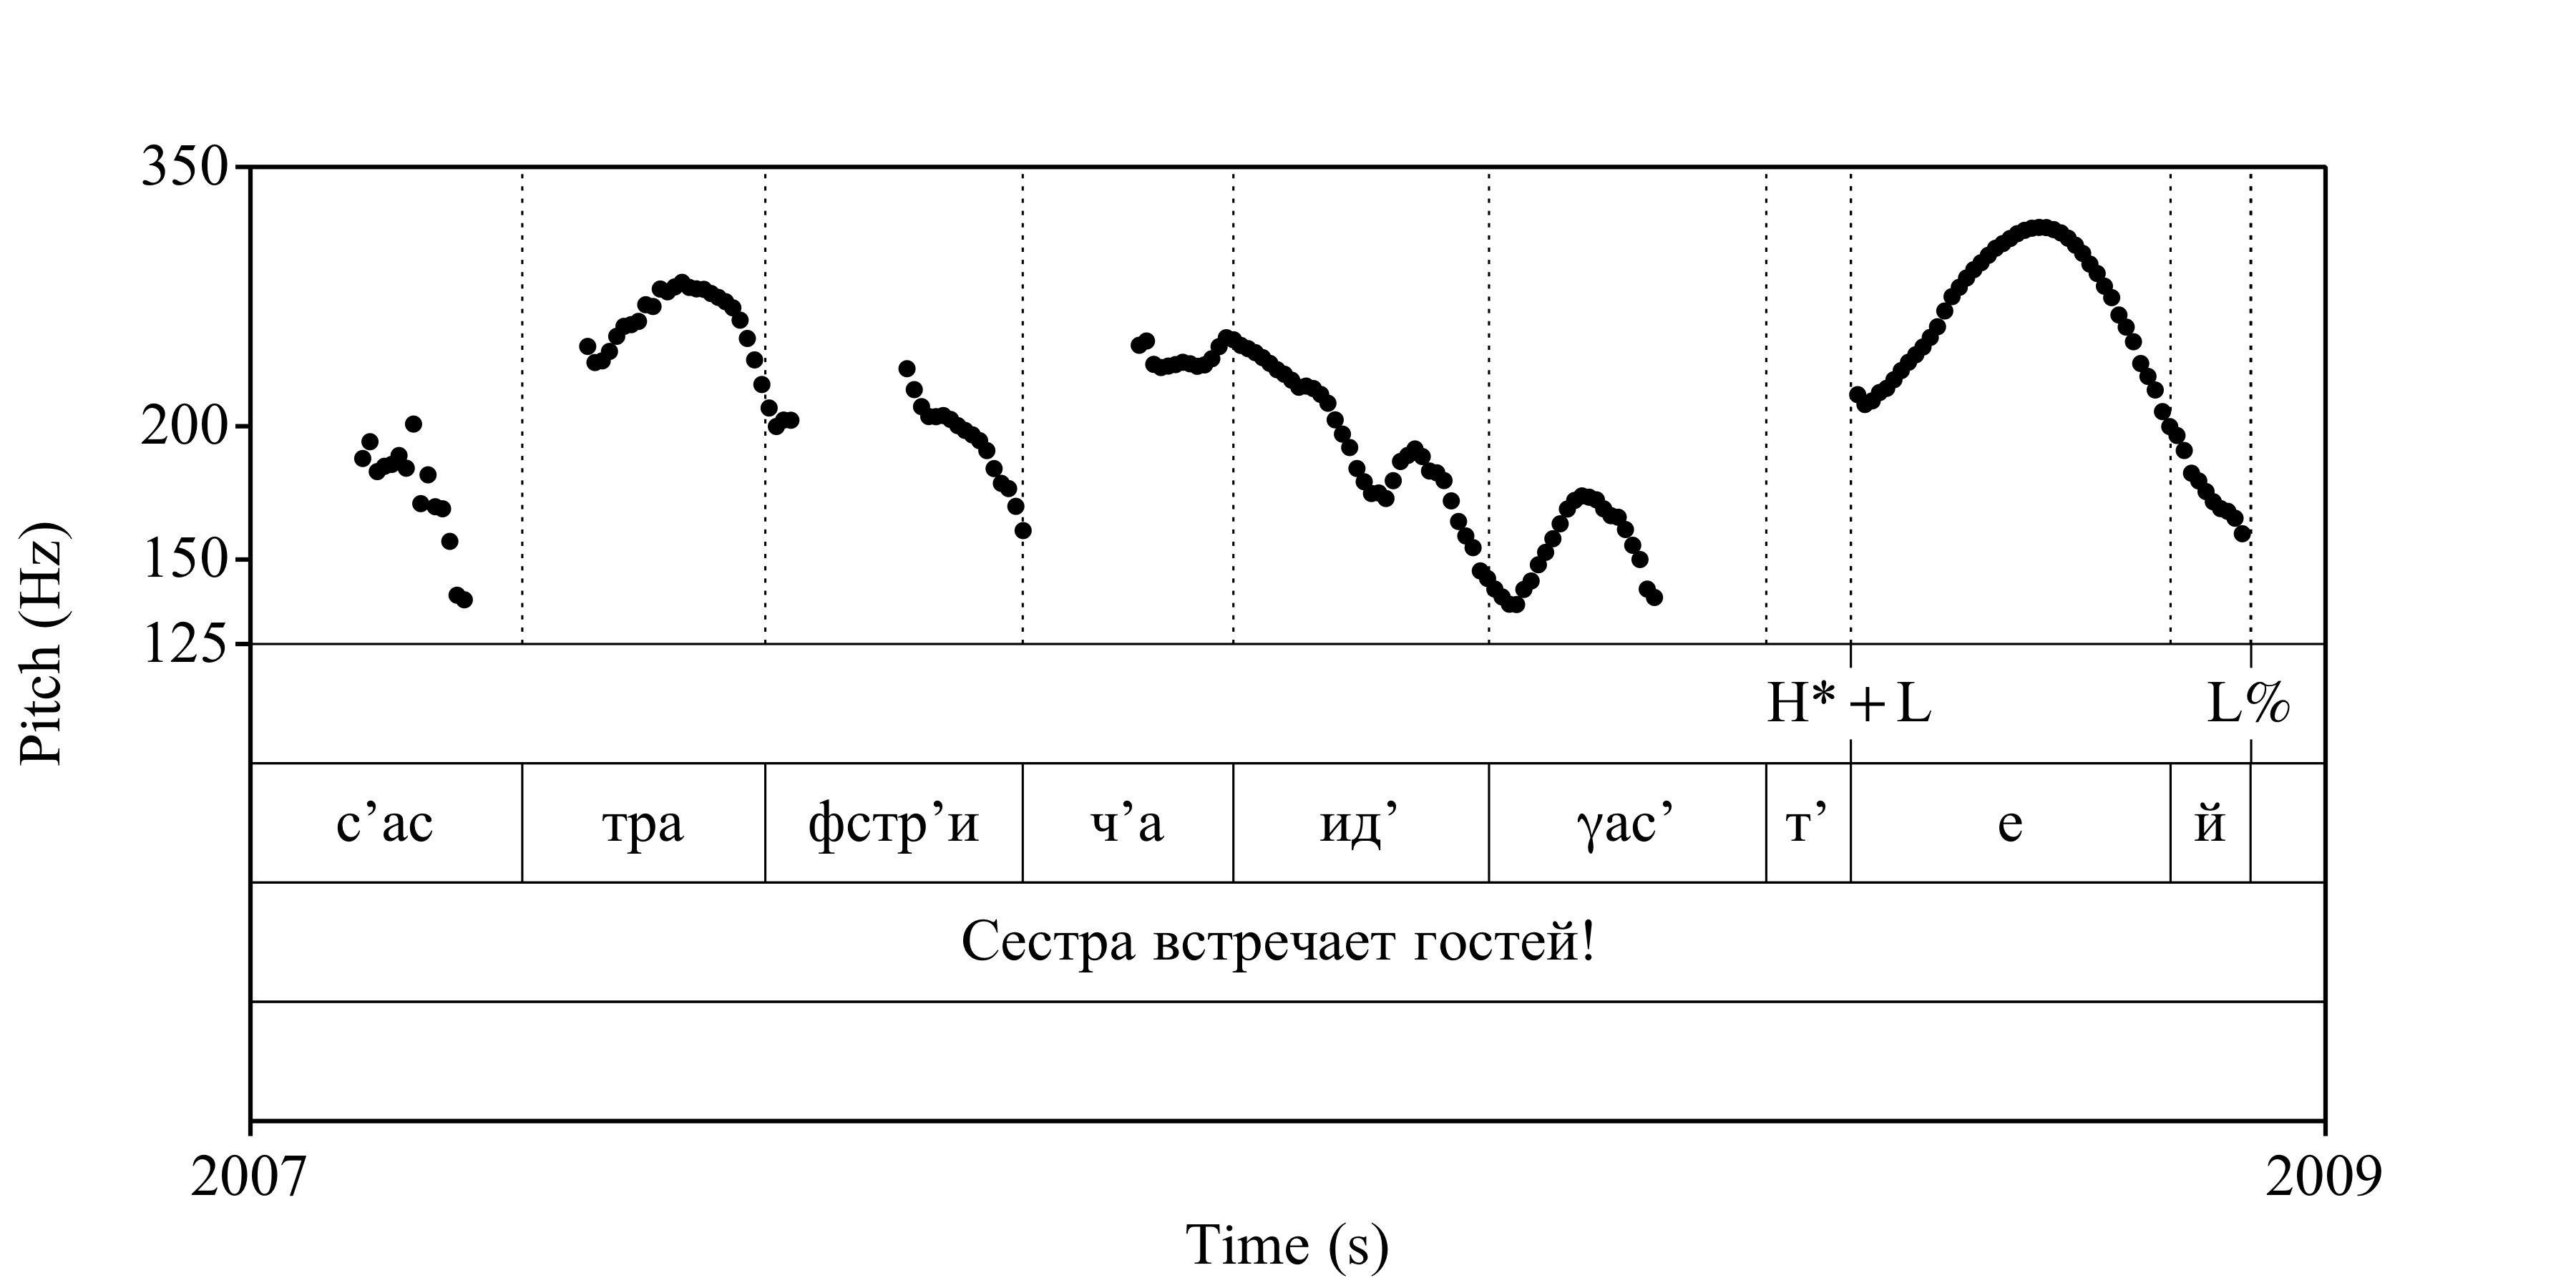 350
200
150
125
Pitch (Hz)
H*+L L%
с’ас тра фстр’и ч’а ид’ γас’ т’ е й
Сестра встречает гостей!
2007 2009
Time (s)